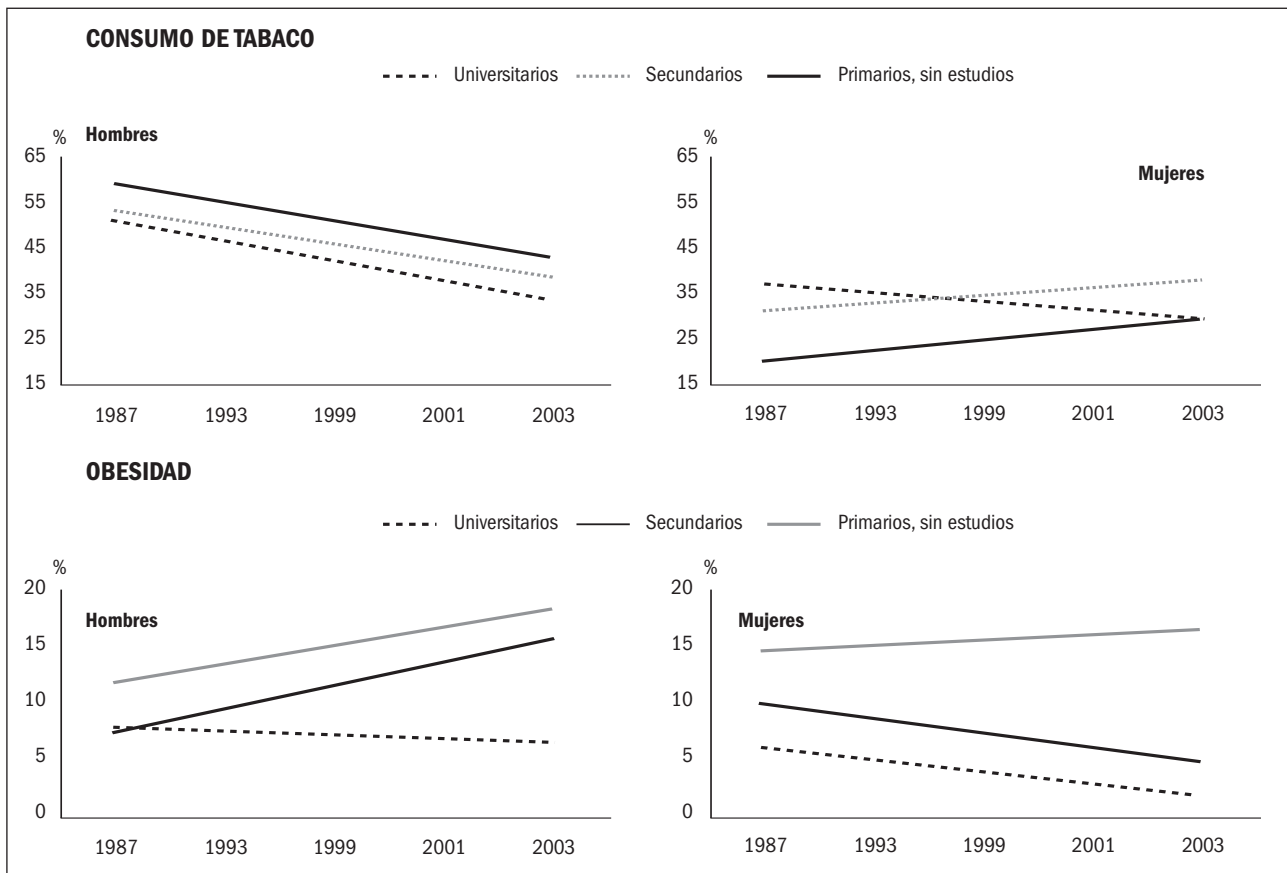 CONSUMO DE TABACO
Universitarios Secundarios Primarios, sin estudios
% Hombres
65
55
45
35
25
15
1987 1993 1999 2001 2003
%
Mujeres
65
55
45
35
25
15
1987 1993 1999 2001 2003
OBESIDAD
Universitarios Secundarios Primarios, sin estudios
%
20
Hombres
15
10
5
0
1987 1993 1999 2001 2003
%
20
Mujeres
15
10
5
0
1987 1993 1999 2001 2003